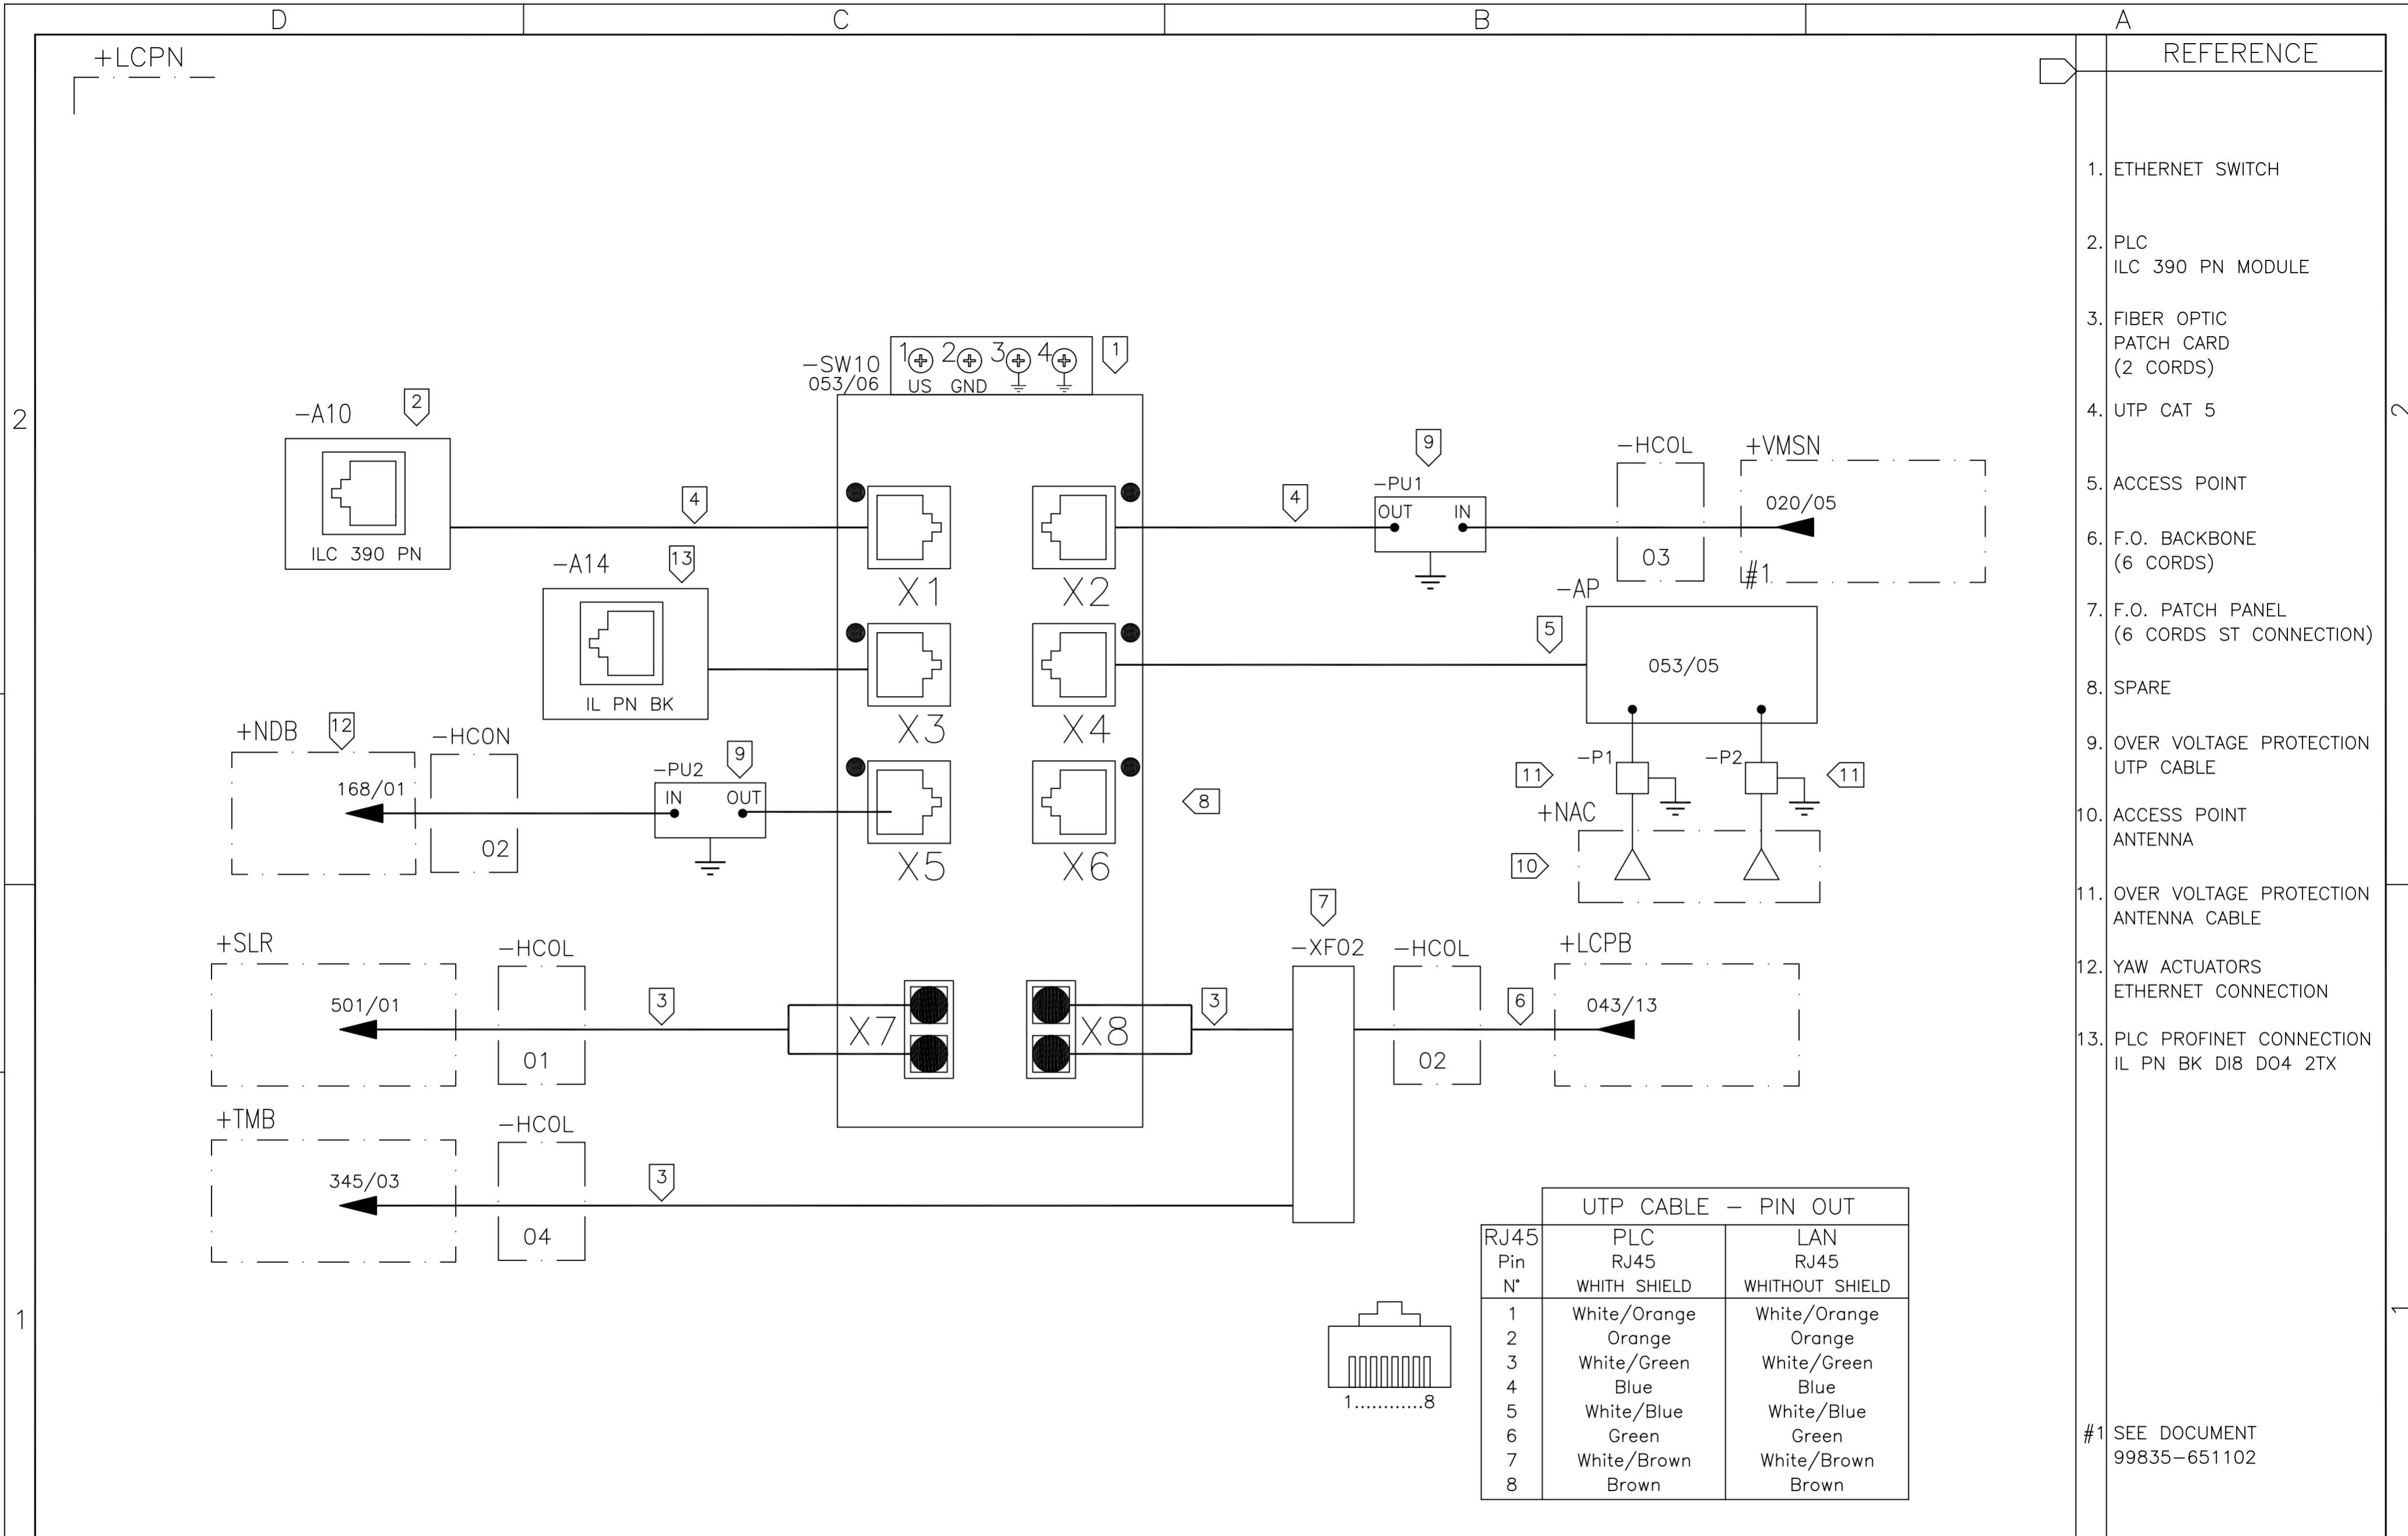 D C B A
+LCPN
REFERENCE
1. ETHERNET SWITCH
2. PLC
ILC 390 PN MODULE
3. FIBER OPTIC
PATCH CARD
(2 CORDS)
4. UTP CAT 5
5. ACCESS POINT
6. F.O. BACKBONE
(6 CORDS)
7. F.O. PATCH PANEL
(6 CORDS ST CONNECTION)
8. SPARE
9. OVER VOLTAGE PROTECTION
UTP CABLE
10. ACCESS POINT
ANTENNA
11. OVER VOLTAGE PROTECTION
ANTENNA CABLE
12. YAW ACTUATORS
ETHERNET CONNECTION
13. PLC PROFINET CONNECTION
IL PN BK DI8 DO4 2TX
#1 SEE DOCUMENT
99835-651102
2
2
1
1
-SW10
053/06
1 2 3 4
US GND
1
-A10
2
ILC 390 PN
4
-A14
13
IL PN BK
X1
X2
X3
X4
X5
X6
X7
X8
4
9
-PU1
OUT IN
-HCOL
03
+VMSN
020/05
#1
-AP
5
053/05
-P1
-P2
11
11
+NAC
10
8
+NDB
12
168/01
-HCON
02
-PU2
9
IN OUT
+SLR
501/01
-HCOL
01
3
3
7
-XF02
-HCOL
02
6
+LCPB
043/13
+TMB
345/03
-HCOL
04
3
UTP CABLE - PIN OUT
RJ45 PLC LAN
Pin RJ45 RJ45
N° WHITH SHIELD WHITHOUT SHIELD
1 White/Orange White/Orange
2 Orange Orange
3 White/Green White/Green
4 Blue Blue
5 White/Blue White/Blue
6 Green Green
7 White/Brown White/Brown
8 Brown Brown
1............8